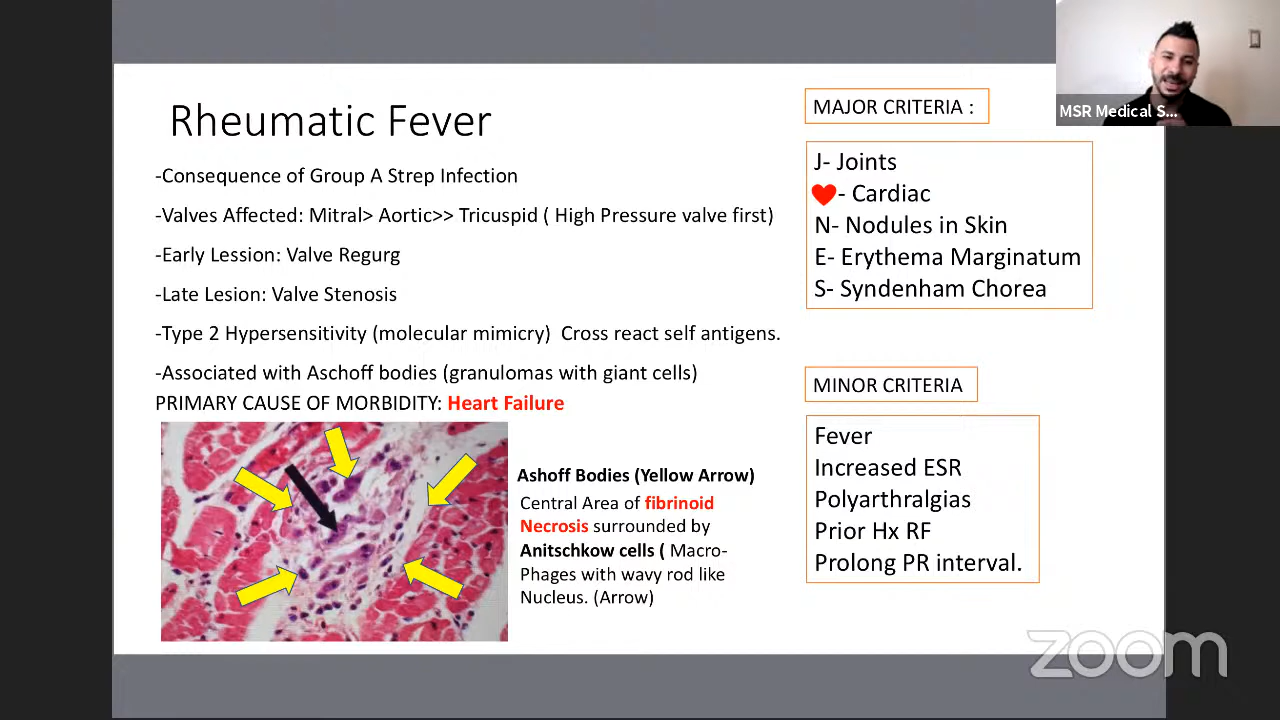 Rheumatic Fever
-Consequence of Group A Strep Infection
-Valves Affected: Mitral> Aortic>> Tricuspid ( High Pressure valve first)
-Early Lession: Valve Regurg
-Late Lesion: Valve Stenosis
-Type 2 Hypersensitivity (molecular mimicry)  Cross react self antigens.
-Associated with Aschoff bodies (granulomas with giant cells)
PRIMARY CAUSE OF MORBIDITY: Heart Failure
Ashoff Bodies (Yellow Arrow)
Central Area of fibrinoid
Necrosis surrounded by
Anitschkow cells ( Macro-
Phages with wavy rod like
Nucleus. (Arrow)
MAJOR CRITERIA :
J- Joints
- Cardiac
N- Nodules in Skin
E- Erythema Marginatum
S- Syndenham Chorea
MINOR CRITERIA
Fever
Increased ESR
Polyarthralgias
Prior Hx RF
Prolong PR interval.
MSR Medical S...
zoom